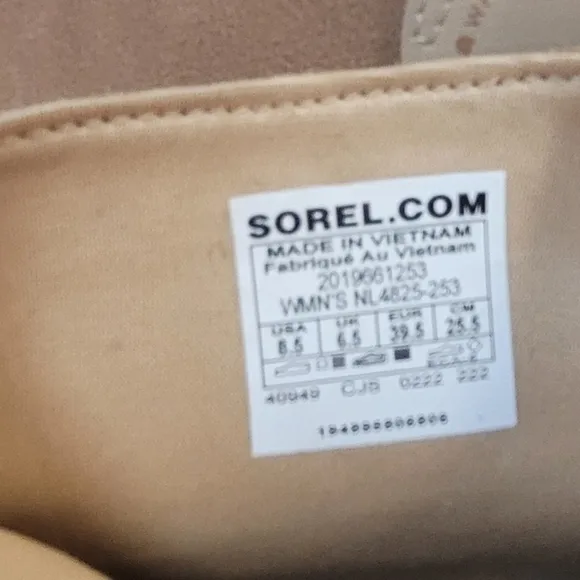 SOREL.COM
MADE IN VIETNAM
Fabriqué Au Vietnam
2019661253
WMN'S NL4825-253
USA UK EUR CM
8.5 6.5 39.5 25.5
0222 222